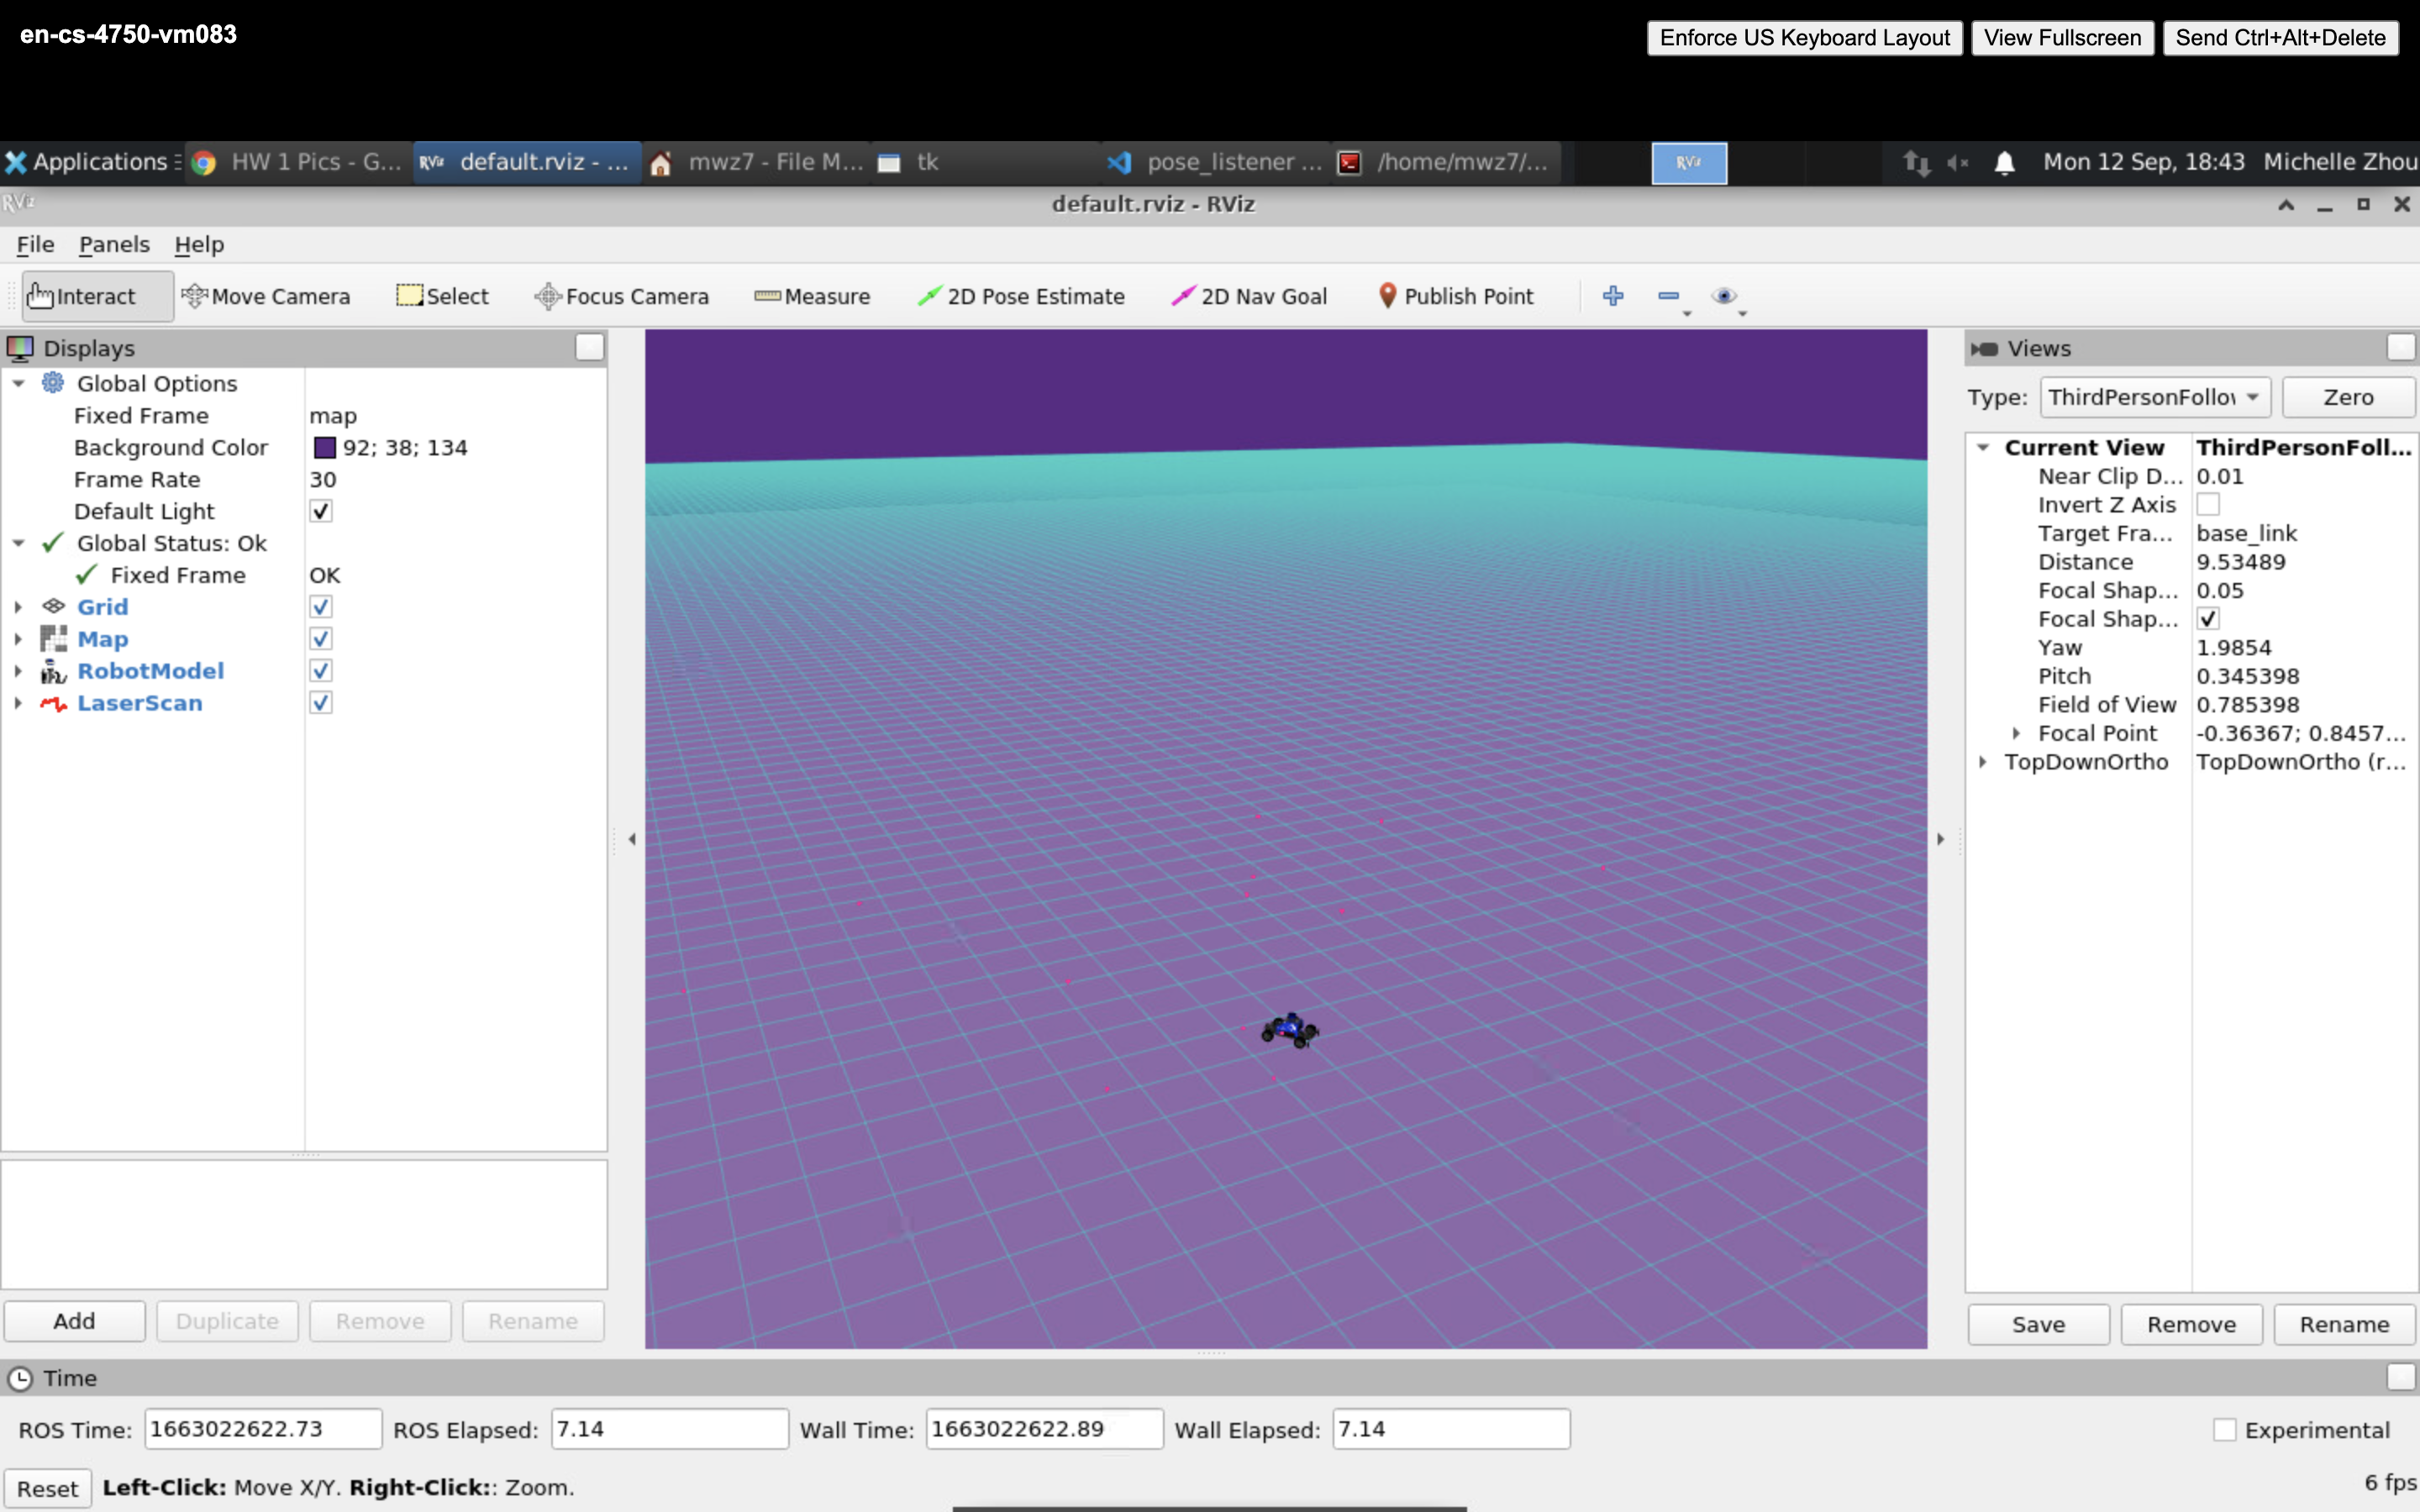 en-cs-4750-vm083
Enforce US Keyboard Layout View Fullscreen Send Ctrl+Alt+Delete
Applications HW 1 Pics - G... default.rviz - ... mwz7 - File M... tk pose_listener ... /home/mwz7/... RViz Mon 12 Sep, 18:43 Michelle Zhou
default.rviz - RViz
File Panels Help
Interact Move Camera Select Focus Camera Measure 2D Pose Estimate 2D Nav Goal Publish Point
Displays
Global Options
Fixed Frame map
Background Color 92; 38; 134
Frame Rate 30
Default Light
Global Status: Ok
Fixed Frame OK
Grid
Map
RobotModel
LaserScan
Add Duplicate Remove Rename
Views
Type: ThirdPersonFollov Zero
Current View ThirdPersonFoll...
Near Clip D... 0.01
Invert Z Axis
Target Fra... base_link
Distance 9.53489
Focal Shap... 0.05
Focal Shap...
Yaw 1.9854
Pitch 0.345398
Field of View 0.785398
Focal Point -0.36367; 0.8457...
TopDownOrtho TopDownOrtho (r...
Save Remove Rename
Time
ROS Time: 1663022622.73 ROS Elapsed: 7.14 Wall Time: 1663022622.89 Wall Elapsed: 7.14 Experimental
Reset Left-Click: Move X/Y. Right-Click:: Zoom. 6 fps